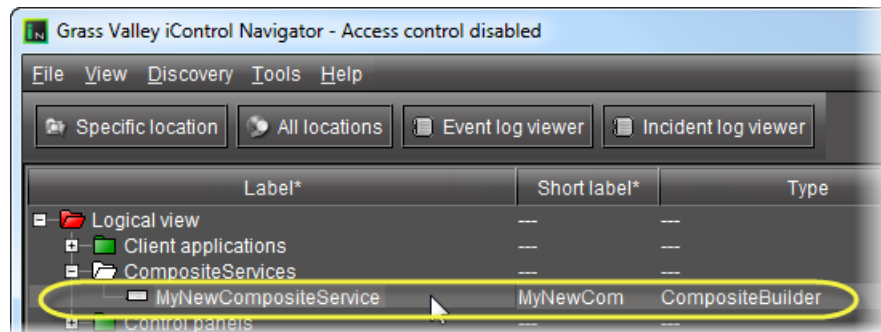 Grass Valley iControl Navigator - Access control disabled
File View Discovery Tools Help
Specific location All locations Event log viewer Incident log viewer
Label* Short label* Type
Logical view --- ---
Client applications --- ---
CompositeServices --- ---
MyNewCompositeService MyNewCom CompositeBuilder
Control panels --- ---